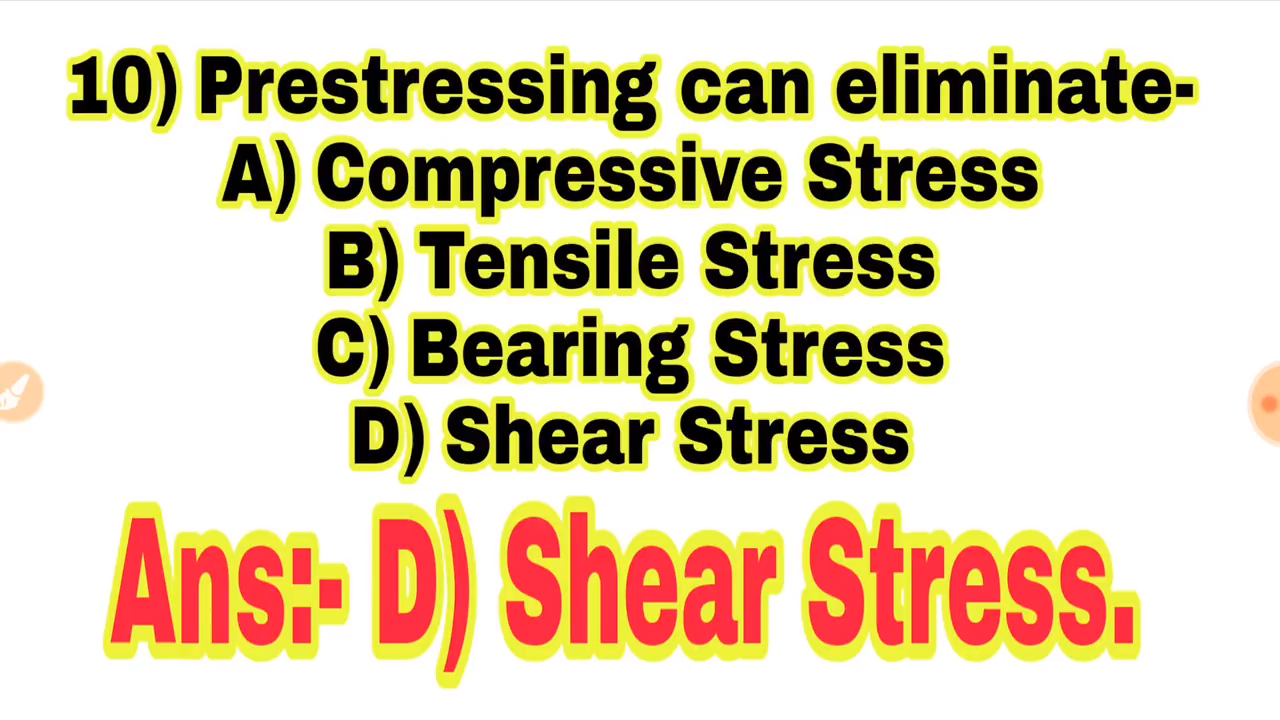 10) Prestressing can eliminate-
A) Compressive Stress
B) Tensile Stress
C) Bearing Stress
D) Shear Stress
Ans:- D) Shear Stress.